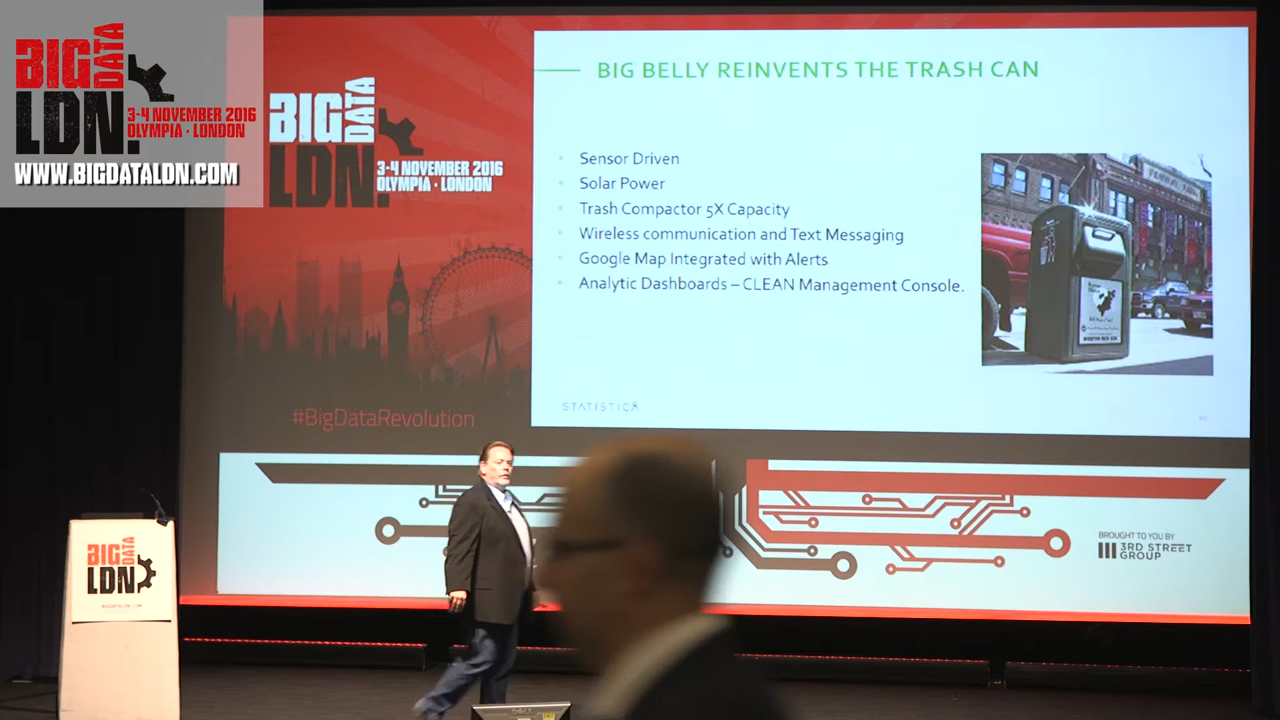 BIG DATA
LDN.
3-4 NOVEMBER 2016
OLYMPIA · LONDON
WWW.BIGDATALDN.COM
BIG DATA
LDN.
3-4 NOVEMBER 2016
OLYMPIA · LONDON
#BigDataRevolution
BIG BELLY REINVENTS THE TRASH CAN
Sensor Driven
Solar Power
Trash Compactor 5X Capacity
Wireless communication and Text Messaging
Google Map Integrated with Alerts
Analytic Dashboards – CLEAN Management Console.
STATISTICA
BROUGHT TO YOU BY
3RD STREET
GROUP
BIG DATA
LDN
DELL